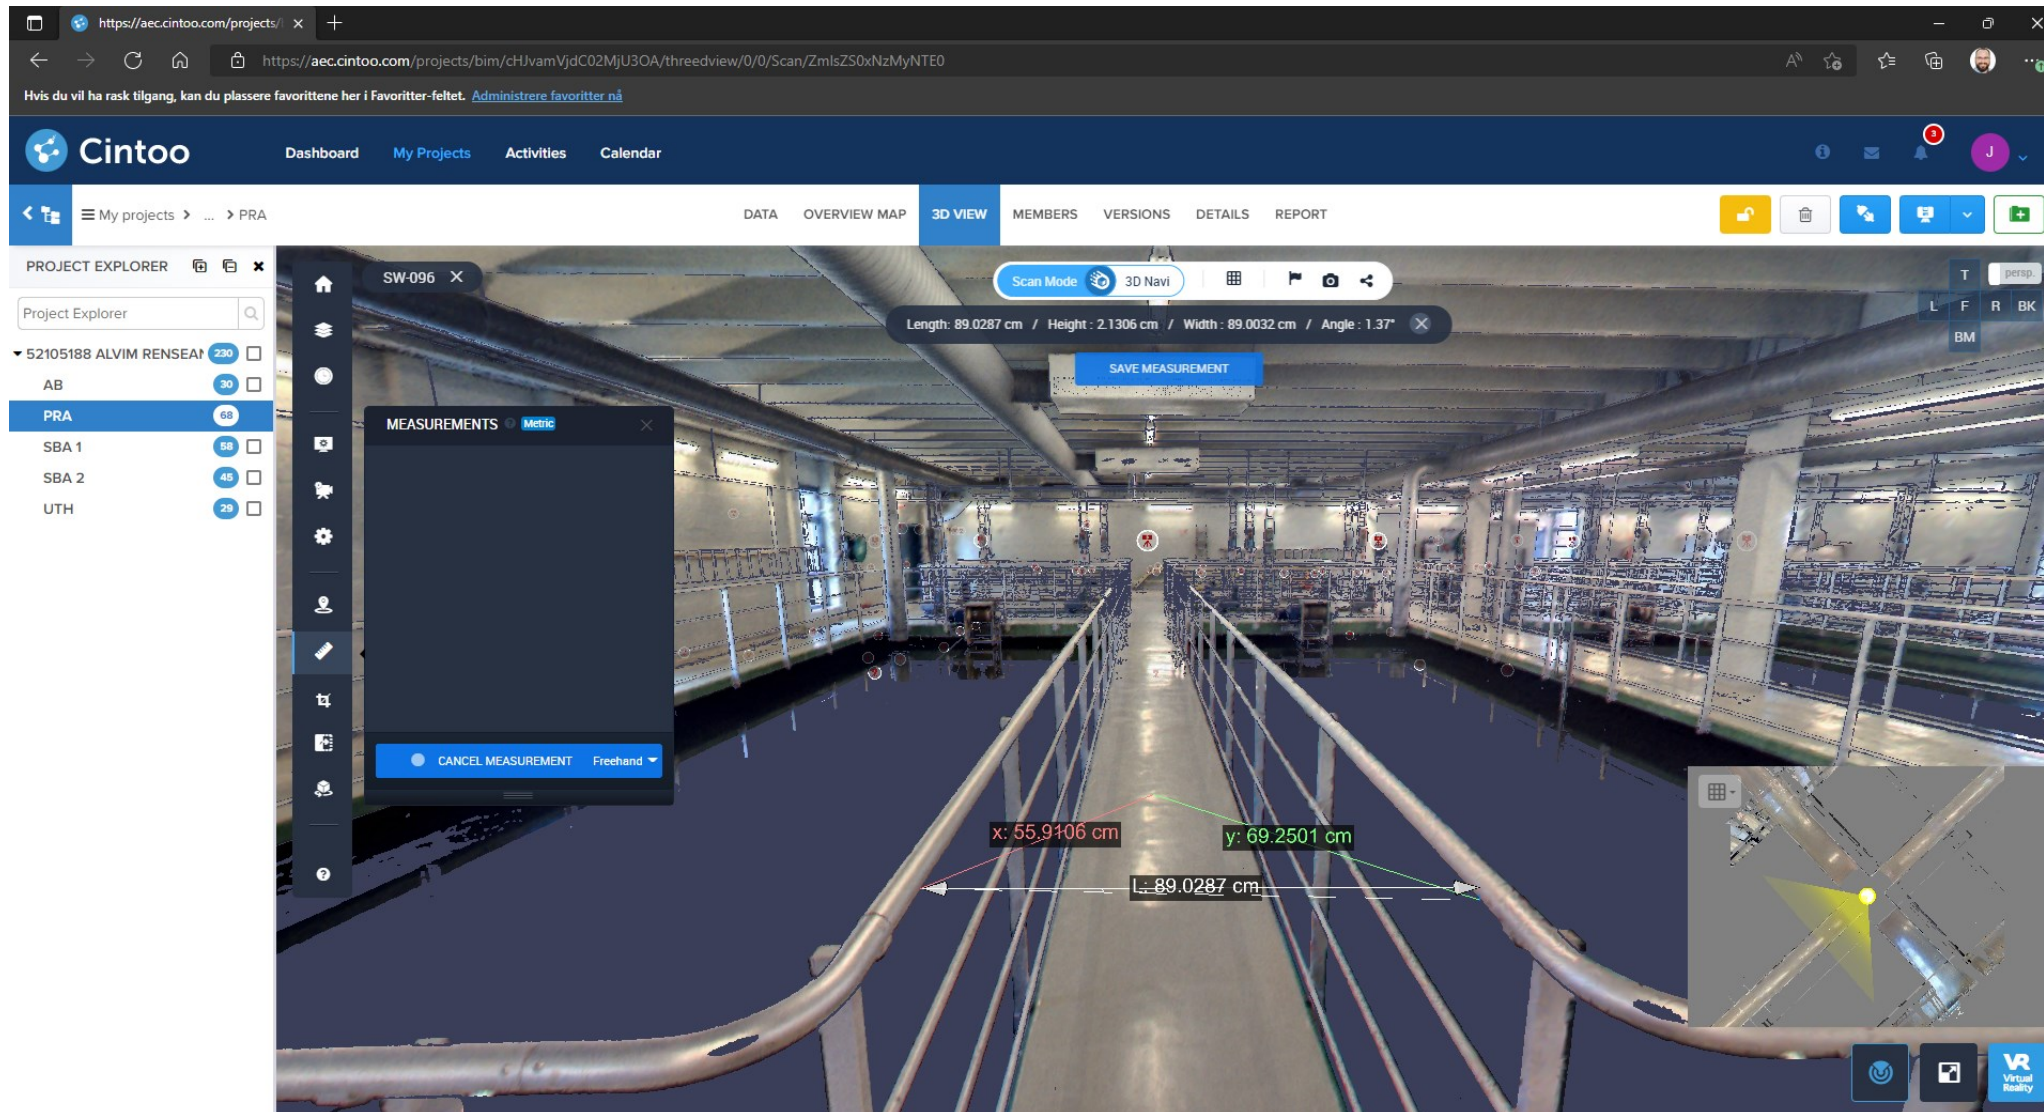 https://aec.cintoo.com/projects/
https://aec.cintoo.com/projects/bim/cHJvamVjdC02MjU3OA/threedview/0/0/Scan/ZmlsZS0xNzMyNTE0
Hvis du vil ha rask tilgang, kan du plassere favorittene her i Favoritter-feltet. Administrere favoritter nå
Cintoo Dashboard My Projects Activities Calendar 3 J
My projects > ... > PRA DATA OVERVIEW MAP 3D VIEW MEMBERS VERSIONS DETAILS REPORT
PROJECT EXPLORER
Project Explorer
52105188 ALVIM RENSEAN 230
AB 30
PRA 68
SBA 1 58
SBA 2 45
UTH 29
SW-096
Scan Mode 3D Navi
Length: 89.0287 cm / Height : 2.1306 cm / Width : 89.0032 cm / Angle : 1.37°
SAVE MEASUREMENT
T persp.
L F R BK
BM
MEASUREMENTS Metric
CANCEL MEASUREMENT Freehand
x: 55.9106 cm
y: 69.2501 cm
L: 89.0287 cm
VR
Virtual
Reality